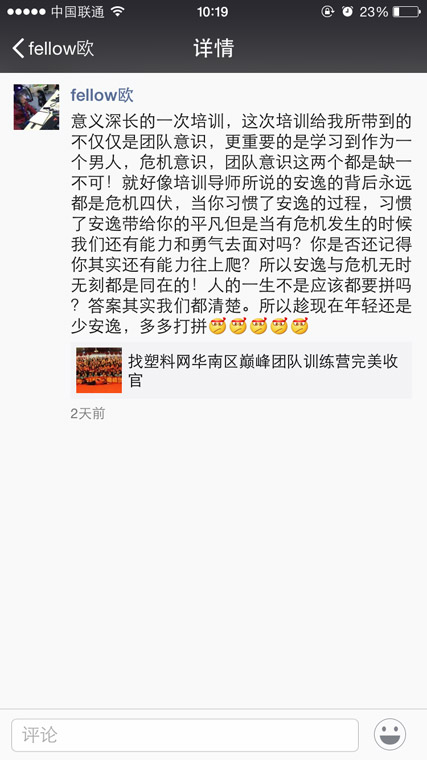 中国联通 10:19 23%
fellow欧 详情
fellow欧
意义深长的一次培训，这次培训给我所带到的
不仅仅是团队意识，更重要的是学习到作为一
个男人，危机意识，团队意识这两个都是缺一
不可！就好像培训导师所说的安逸的背后永远
都是危机四伏，当你习惯了安逸的过程，习惯
了安逸带给你的平凡但是当有危机发生的时候
我们还有能力和勇气去面对吗？你是否还记得
你其实还有能力往上爬？所以安逸与危机无时
无刻都是同在的！人的一生不是应该都要拼吗
？答案其实我们都清楚。所以趁现在年轻还是
少安逸，多多打拼
找塑料网华南区巅峰团队训练营完美收
官
2天前
评论